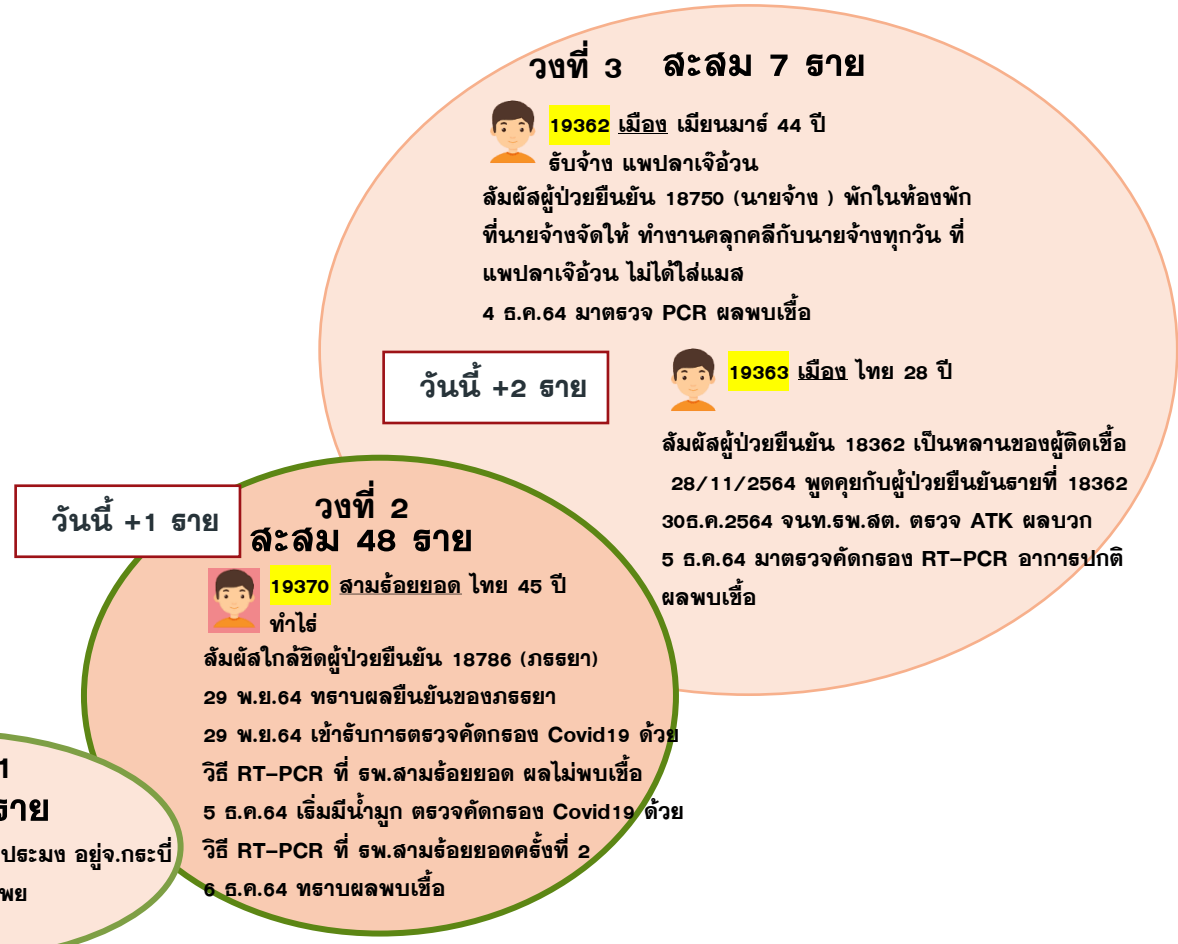 วงที่ 3 สะสม 7 ราย
19362 เมือง เมียนมาร์ 44 ปี
รับจ้าง แพปลาเจ๊อ้วน
สัมผัสผู้ป่วยยืนยัน 18750 (นายจ้าง ) พักในท้องพัก
ที่นายจ้างจัดให้ ทำงานคลุกคลีกับนายจ้างทุกวัน ที่
แพปลาเจ๊อ้วน ไม่ได้ใส่แมส
4 ธ.ค.64 มาตรวจ PCR ผลพบเชื้อ
วันนี้ +2 ราย
19363 เมือง ไทย 28 ปี
สัมผัสผู้ป่วยยืนยัน 18362 เป็นหลานของผู้ติดเชื้อ
28/11/2564 พูดคุยกับผู้ป่วยยืนยันรายที่ 18362
30ธ.ค.2564 จนท.รพ.สต. ตรวจ ATK ผลบวก
5 ธ.ค.64 มาตรวจคัดกรอง RT-PCR อาการปกติ
ผลพบเชื้อ
วันนี้ +1 ราย
วงที่ 2
สะสม 48 ราย
19370 สามร้อยยอด ไทย 45 ปี
ทำไร่
สัมผัสใกล้ชิดผู้ป่วยยืนยัน 18786 (ภรรยา)
29 พ.ย.64 ทราบผลยืนยันของภรรยา
29 พ.ย.64 เข้ารับการตรวจคัดกรอง Covid19 ด้วย
วิธี RT-PCR ที่ รพ.สามร้อยยอด ผลไม่พบเชื้อ
5 ธ.ค.64 เริ่มมีน้ำมูก ตรวจคัดกรอง Covid19 ด้วย
วิธี RT-PCR ที่ รพ.สามร้อยยอดครั้งที่ 2
6 ธ.ค.64 ทราบผลพบเชื้อ
1
ราย
ประมง อยู่จ.กระบี่
พย